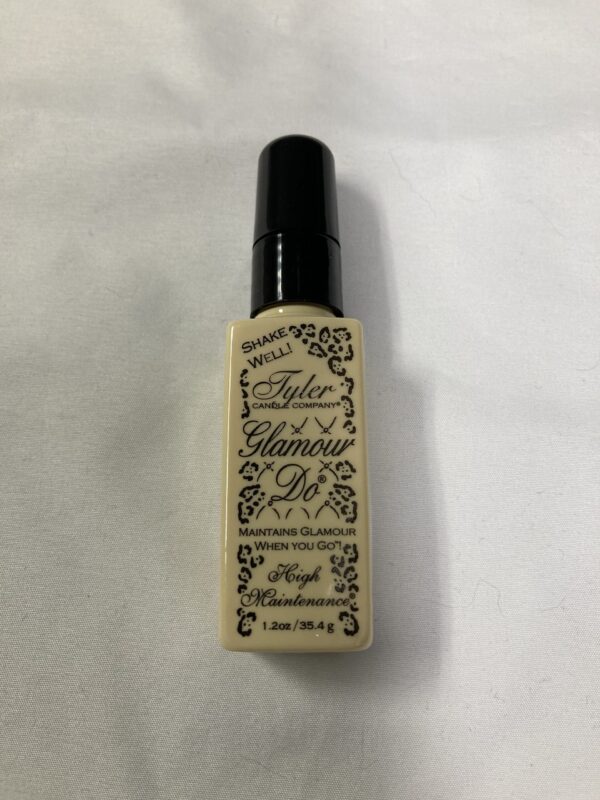 SHAKE
WELL!
Tyler
CANDLE COMPANY®
Glamour
Do®
MAINTAINS GLAMOUR
WHEN YOU GO™!
High
Maintenance®
1.2oz/35.4 g